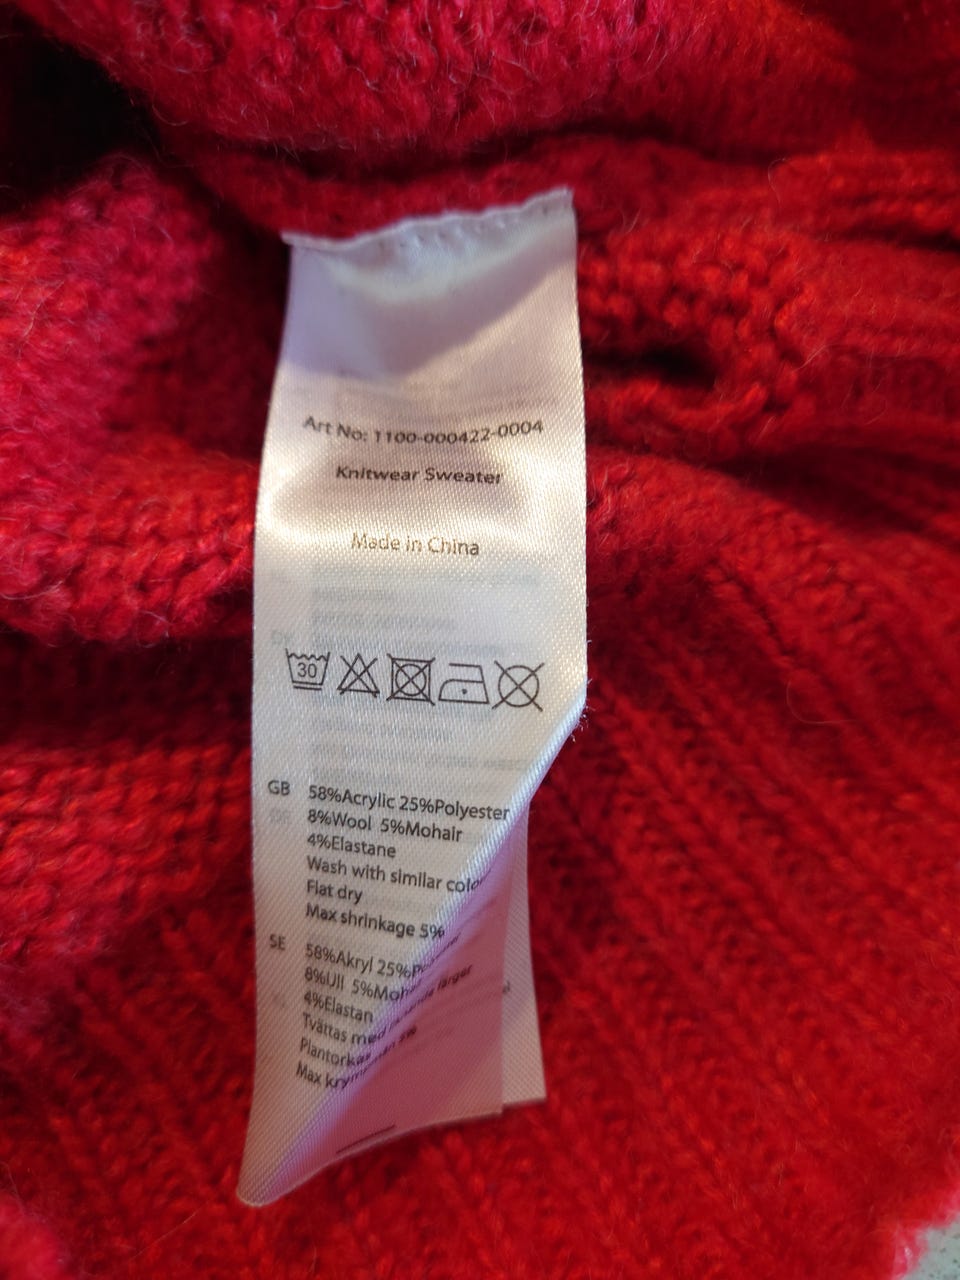 Art No: 1100-000422-0004
Knitwear Sweater
Made in China
30
GB 58%Acrylic 25%Polyester
8%Wool 5%Mohair
4%Elastane
Wash with similar
Flat dry
Max shrinkage 5%
SE 58%Akryl 25%
8%Ull
4%Elastan
Tvättas med färger
Plantorkas
Max 5%